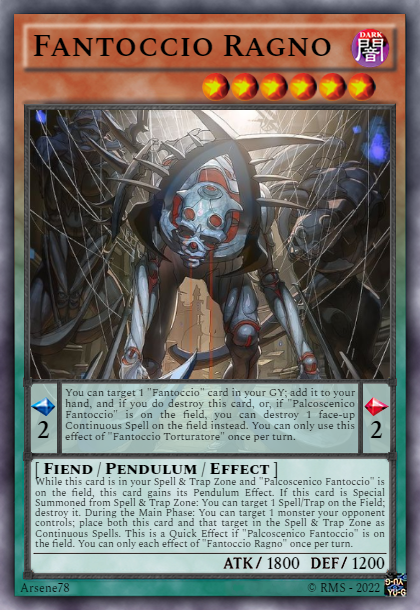 Fantoccio Ragno
DARK
闇
You can target 1 "Fantoccio" card in your GY; add it to
your hand, and if you do destroy this card, or, if "Palcoscenico
Fantoccio" is on the field, you can destroy 1 face-up
Continuous Spell on the field instead. You can only use this
effect of "Fantoccio Torturatore" once per turn.
2
2
[ Fiend / Pendulum / Effect ]
While this card is in your Spell & Trap Zone and "Palcoscenico Fantoccio" is
on the field, this card gains its Pendulum Effect. If this card is Special
Summoned from Spell & Trap Zone: You can target 1 Spell/Trap on the Field;
destroy it. During the Main Phase: You can target 1 monster your opponent
controls; place both this card and that target in the Spell & Trap Zone as
Continuous Spells. This is a Quick Effect if "Palcoscenico Fantoccio" is on
the field. You can only each effect of "Fantoccio Ragno" once per turn.
ATK / 1800 DEF / 1200
Arsene78
© RMS - 2022